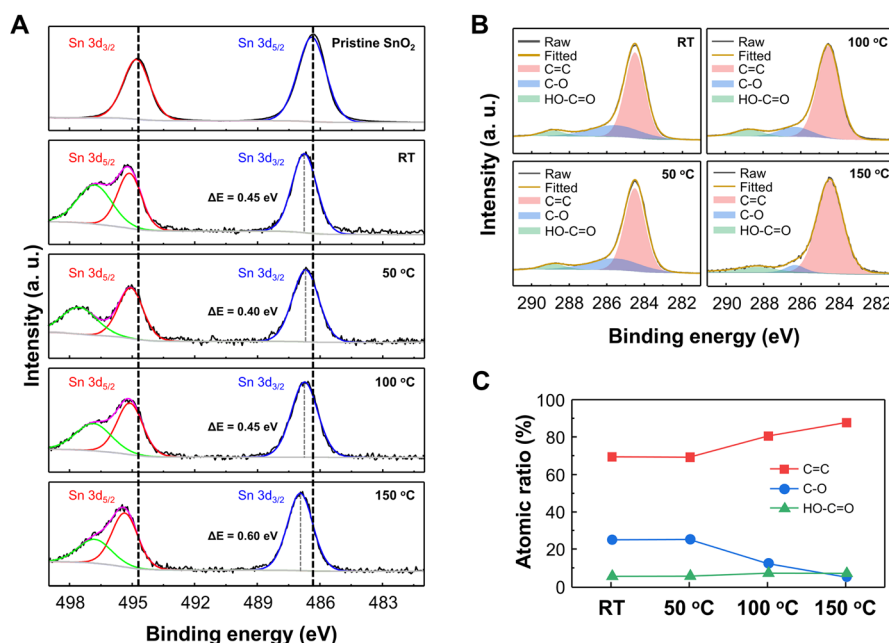 A
Sn 3d3/2
Sn 3d5/2
Pristine SnO2
Sn 3d5/2
Sn 3d3/2
RT
ΔE = 0.45 eV
Sn 3d5/2
Sn 3d3/2
50 °C
ΔE = 0.40 eV
Sn 3d5/2
Sn 3d3/2
100 °C
ΔE = 0.45 eV
Sn 3d5/2
Sn 3d3/2
150 °C
ΔE = 0.60 eV
498 495 492 489 486 483
Binding energy (eV)
Intensity (a. u.)
B
Raw
Fitted
C=C
C-O
HO-C=O
RT
Raw
Fitted
C=C
C-O
HO-C=O
100 °C
Raw
Fitted
C=C
C-O
HO-C=O
50 °C
Raw
Fitted
C=C
C-O
HO-C=O
150 °C
290 288 286 284 282
290 288 286 284 282
Binding energy (eV)
Intensity (a. u.)
C
100
80
60
40
20
0
Atomic ratio (%)
C=C
C-O
HO-C=O
RT 50 °C 100 °C 150 °C